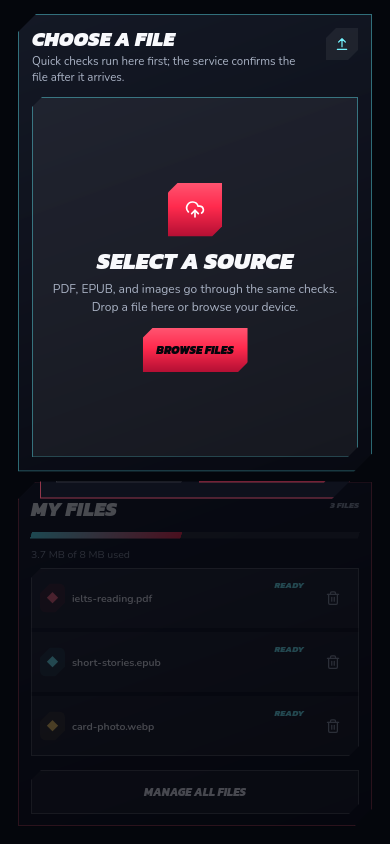 CHOOSE A FILE
Quick checks run here first; the service confirms the
file after it arrives.
SELECT A SOURCE
PDF, EPUB, and images go through the same checks.
Drop a file here or browse your device.
BROWSE FILES
MY FILES
3 FILES
3.7 MB of 8 MB used
READY
ielts-reading.pdf
READY
short-stories.epub
READY
card-photo.webp
MANAGE ALL FILES